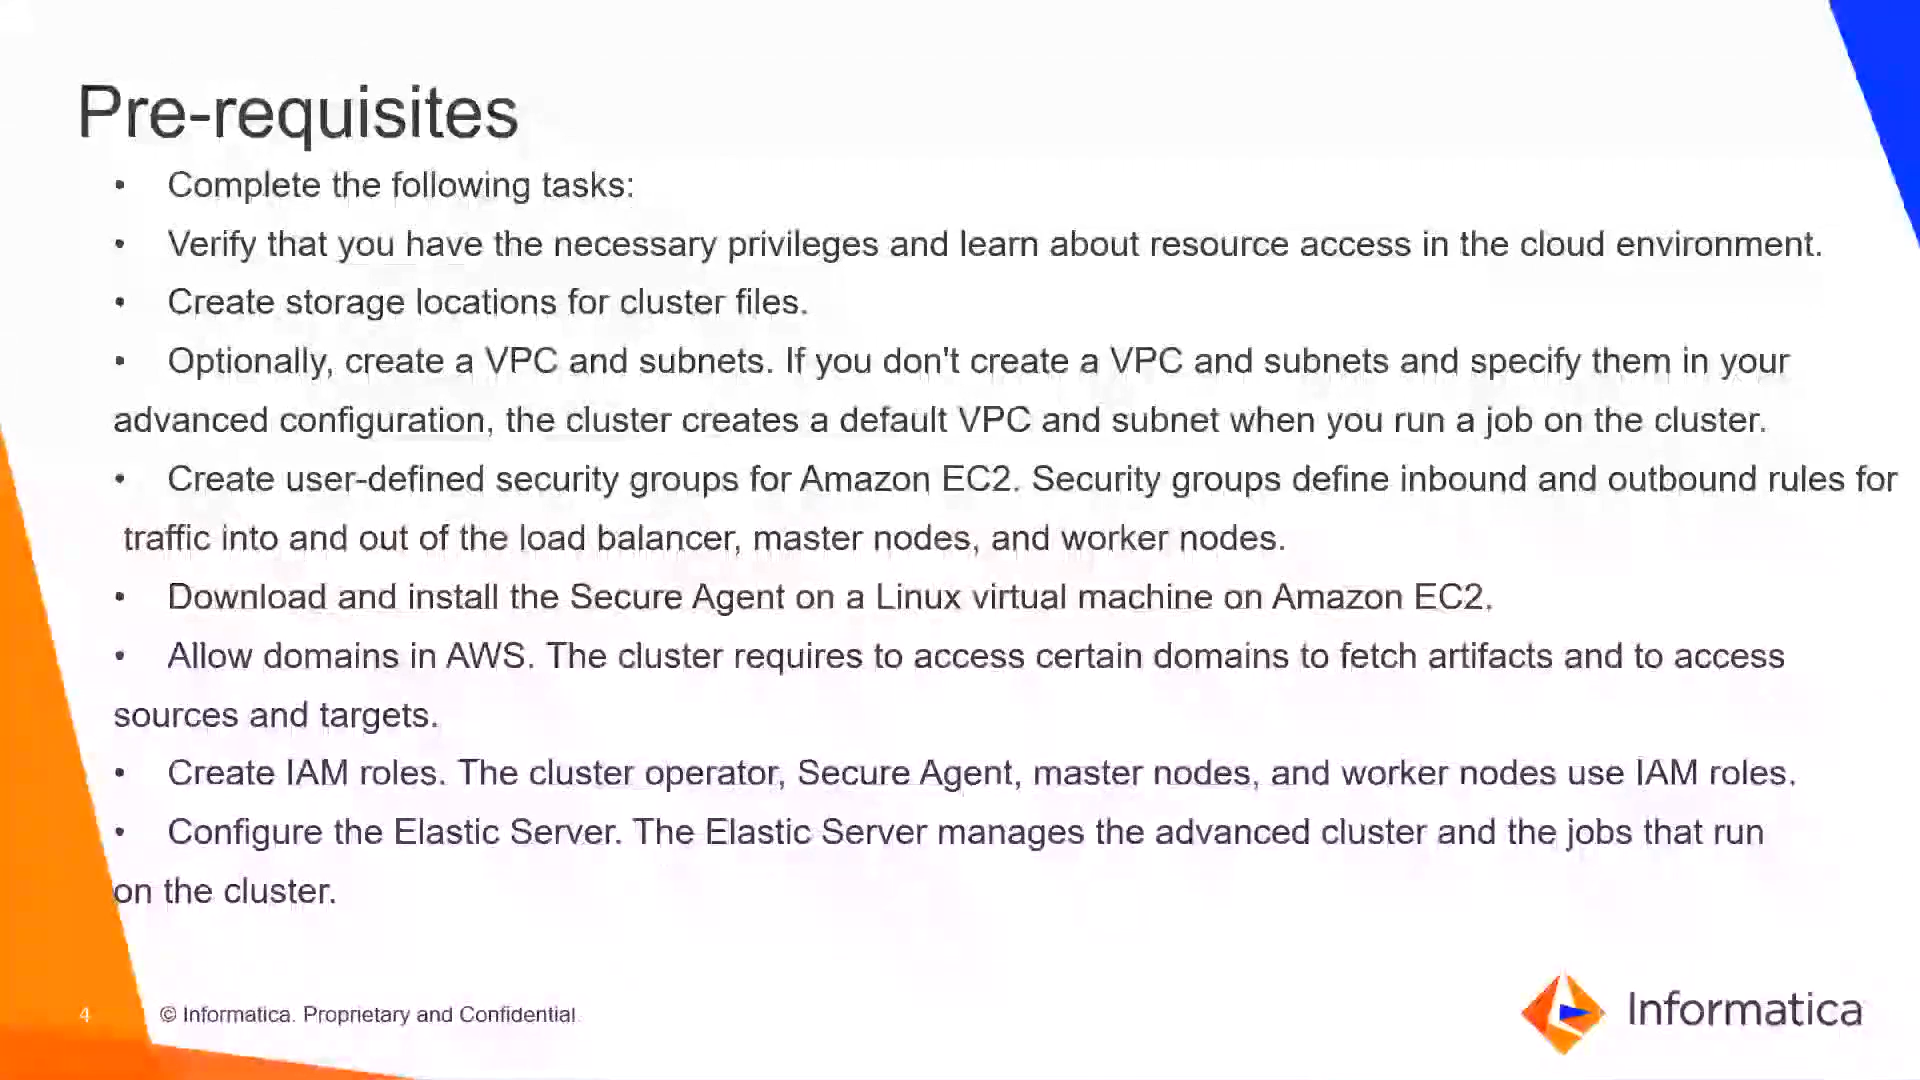 Pre-requisites
• Complete the following tasks:
• Verify that you have the necessary privileges and learn about resource access in the cloud environment.
• Create storage locations for cluster files.
• Optionally, create a VPC and subnets. If you don't create a VPC and subnets and specify them in your
advanced configuration, the cluster creates a default VPC and subnet when you run a job on the cluster.
• Create user-defined security groups for Amazon EC2. Security groups define inbound and outbound rules for
traffic into and out of the load balancer, master nodes, and worker nodes.
• Download and install the Secure Agent on a Linux virtual machine on Amazon EC2.
• Allow domains in AWS. The cluster requires to access certain domains to fetch artifacts and to access
sources and targets.
• Create IAM roles. The cluster operator, Secure Agent, master nodes, and worker nodes use IAM roles.
• Configure the Elastic Server. The Elastic Server manages the advanced cluster and the jobs that run
on the cluster.
4 © Informatica. Proprietary and Confidential.
Informatica